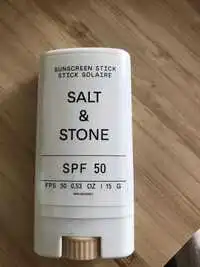 SUNSCREEN STICK
STICK SOLAIRE
SALT
&
STONE
SPF 50
FPS 50 0,53 OZ / 15 G